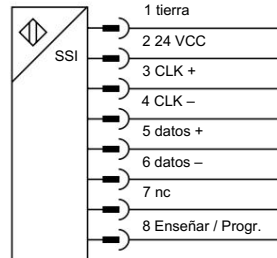 1 tierra
2 24 VCC
SSI
3 CLK +
4 CLK –
5 datos +
6 datos –
7 nc
8 Enseñar / Progr.